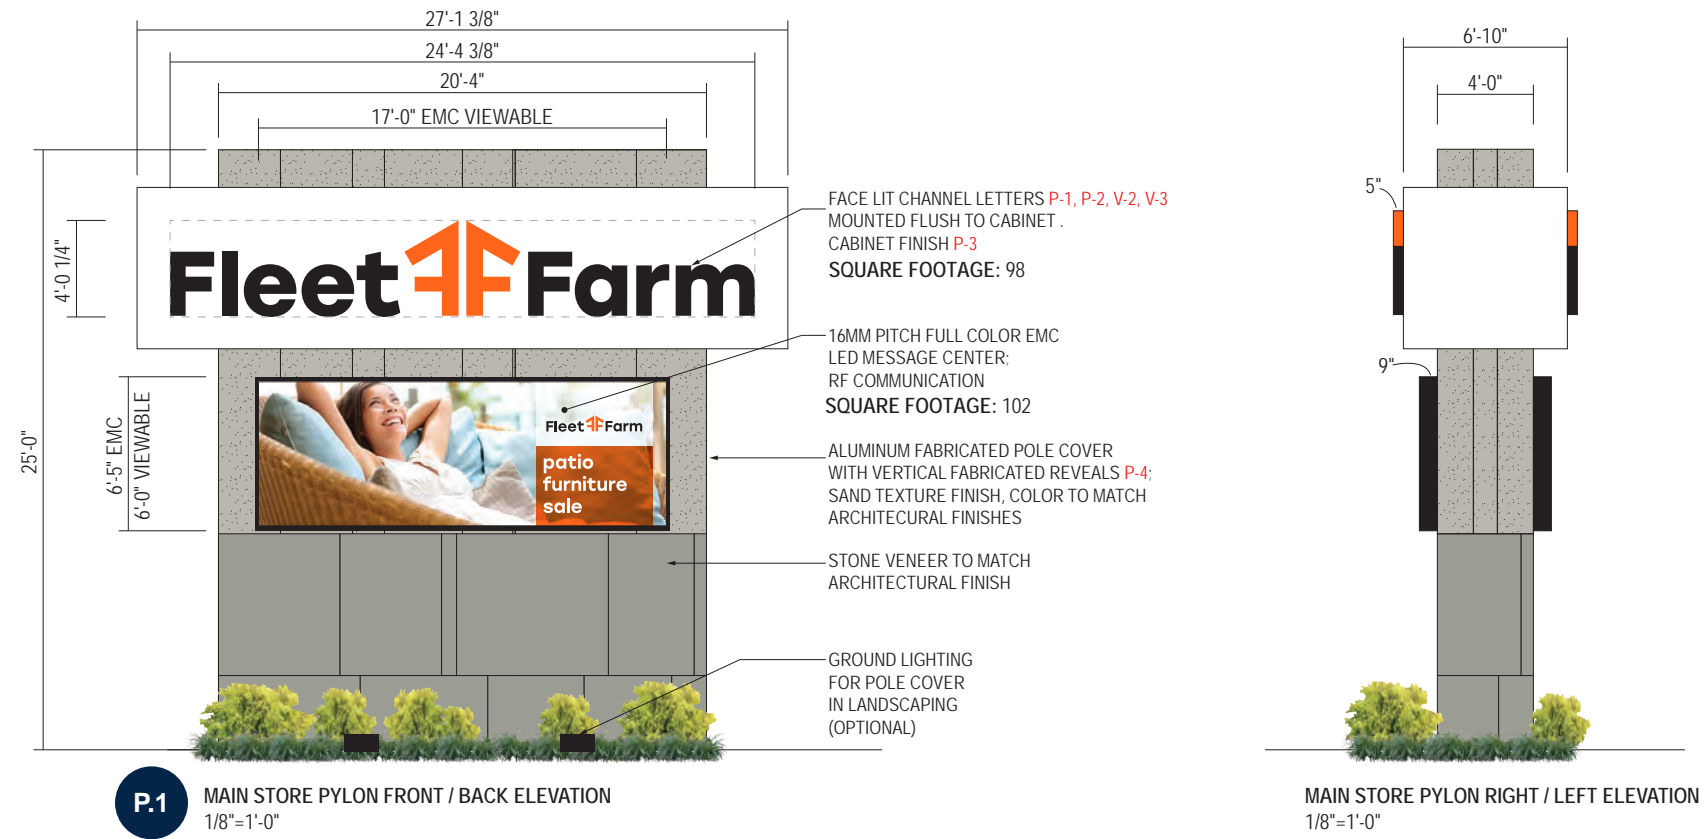 27'-1 3/8"
24'-4 3/8"
20'-4"
17'-0" EMC VIEWABLE
4'-0 1/4"
25'-0"
6'-5" EMC
6'-0" VIEWABLE
Fleet Farm
Fleet Farm
patio
furniture
sale
FACE LIT CHANNEL LETTERS P-1, P-2, V-2, V-3
MOUNTED FLUSH TO CABINET .
CABINET FINISH P-3
SQUARE FOOTAGE: 98
16MM PITCH FULL COLOR EMC
LED MESSAGE CENTER;
RF COMMUNICATION
SQUARE FOOTAGE: 102
ALUMINUM FABRICATED POLE COVER
WITH VERTICAL FABRICATED REVEALS P-4;
SAND TEXTURE FINISH, COLOR TO MATCH
ARCHITECURAL FINISHES
STONE VENEER TO MATCH
ARCHITECTURAL FINISH
GROUND LIGHTING
FOR POLE COVER
IN LANDSCAPING
(OPTIONAL)
P.1
MAIN STORE PYLON FRONT / BACK ELEVATION
1/8"=1'-0"
6'-10"
4'-0"
5"
9"
MAIN STORE PYLON RIGHT / LEFT ELEVATION
1/8"=1'-0"